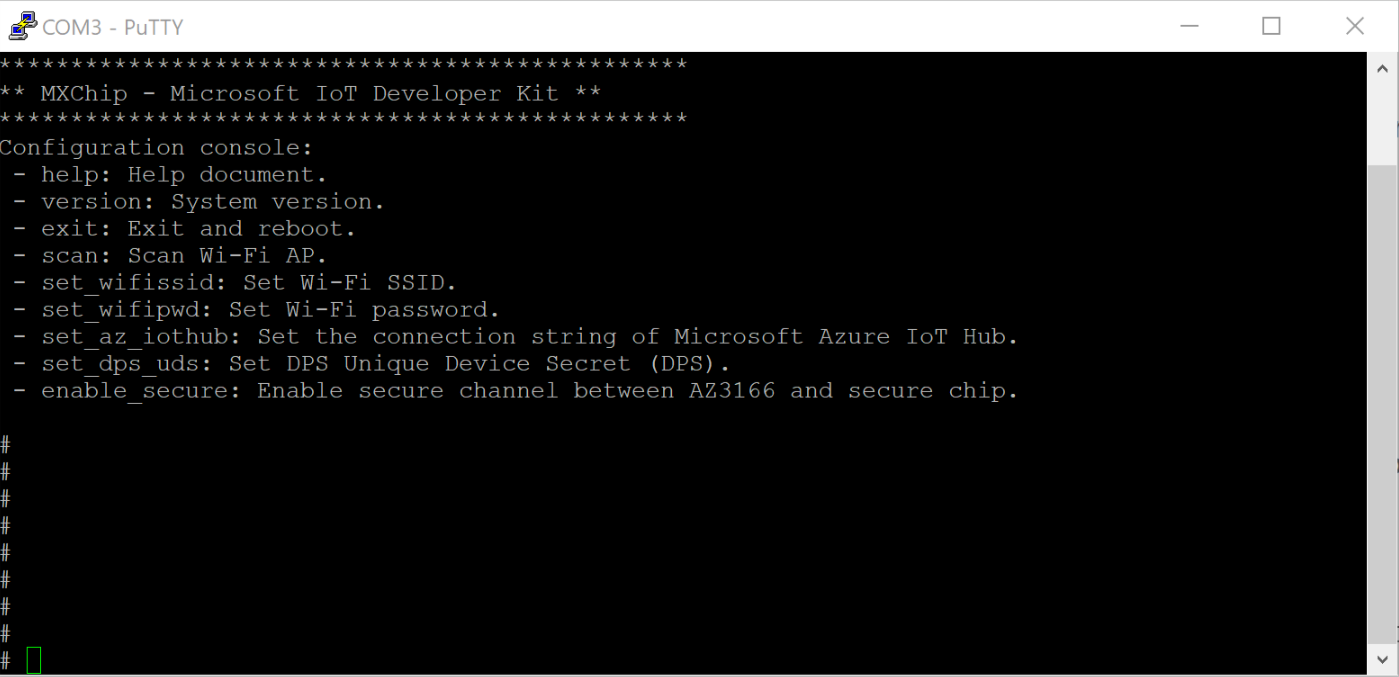 COM3 - PuTTY
************************************************
** MXChip - Microsoft IoT Developer Kit **
************************************************
Configuration console:
 - help: Help document.
 - version: System version.
 - exit: Exit and reboot.
 - scan: Scan Wi-Fi AP.
 - set_wifissid: Set Wi-Fi SSID.
 - set_wifipwd: Set Wi-Fi password.
 - set_az_iothub: Set the connection string of Microsoft Azure IoT Hub.
 - set_dps_uds: Set DPS Unique Device Secret (DPS).
 - enable_secure: Enable secure channel between AZ3166 and secure chip.
#
#
#
#
#
#
#
#
#